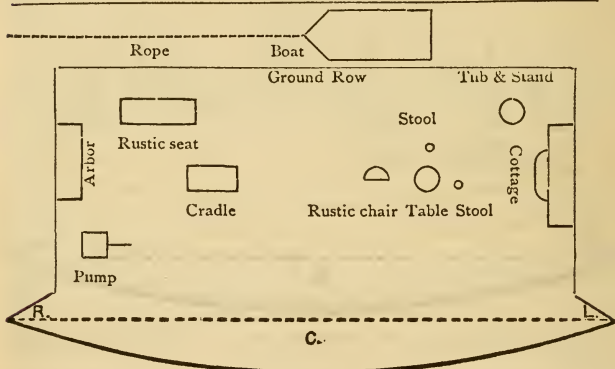 Rope Boat
Ground Row Tub & Stand
Stool
Rustic seat
Arbor
Cottage
Cradle Rustic chair Table Stool
Pump
R. L.
C.